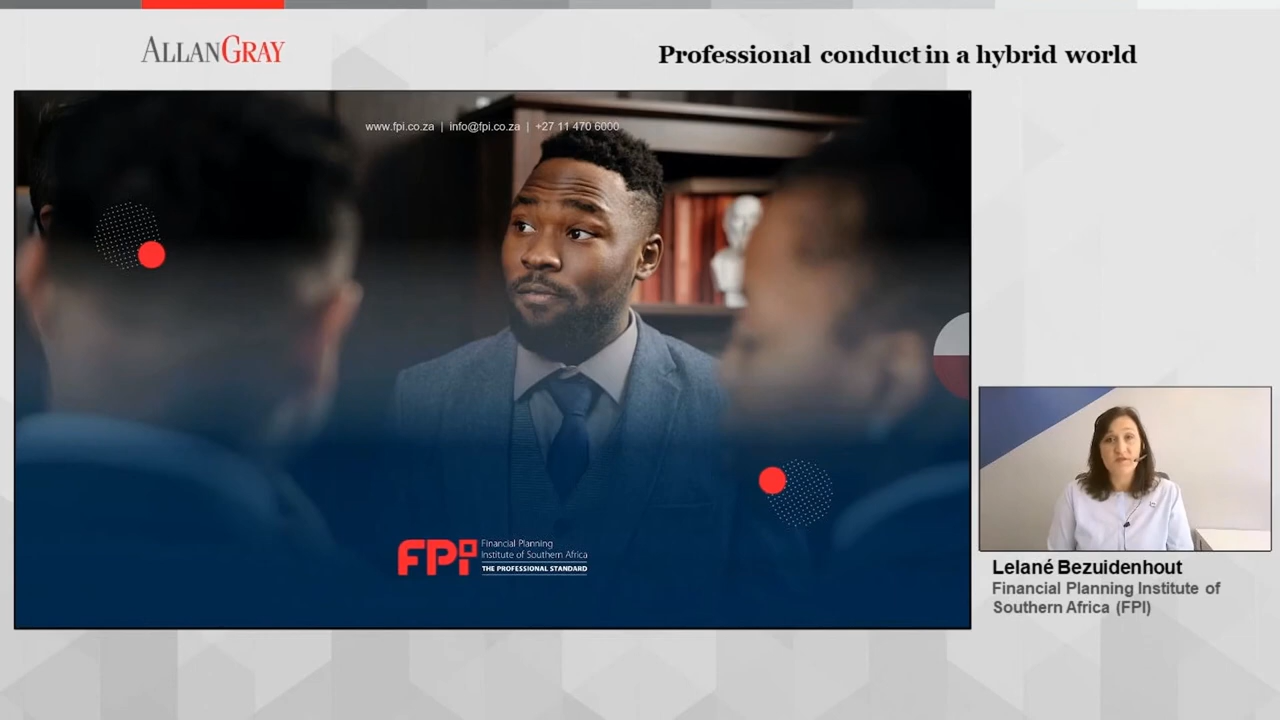 ALLANGRAY
Professional conduct in a hybrid world
www.fpi.co.za | info@fpi.co.za | +27 11 470 6000
FPi
Financial Planning
Institute of Southern Africa
THE PROFESSIONAL STANDARD
Lelané Bezuidenhout
Financial Planning Institute of
Southern Africa (FPI)